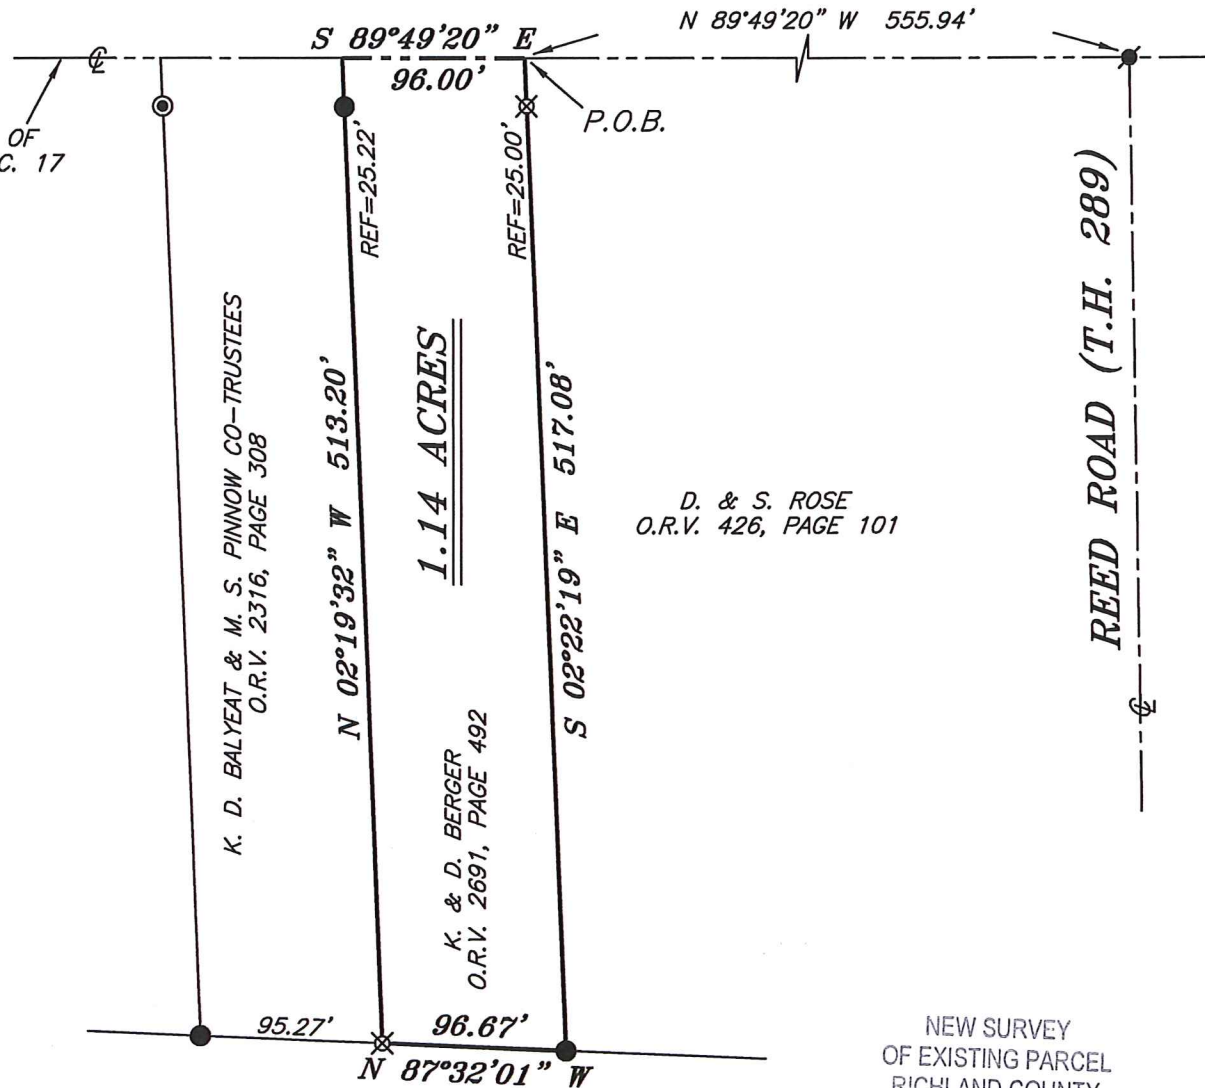 N 89°49'20" W 555.94'
S 89°49'20" E
96.00'
P.O.B.
OF
C. 17
REF=25.22'
REF=25.00'
REED ROAD (T.H. 289)
K. D. BALYEAT & M. S. PINNOW CO-TRUSTEES
O.R.V. 2316, PAGE 308
N 02°19'32" W 513.20'
1.14 ACRES
S 02°22'19" E 517.08'
D. & S. ROSE
O.R.V. 426, PAGE 101
K. & D. BERGER
O.R.V. 2691, PAGE 492
95.27'
96.67'
N 87°32'01" W
NEW SURVEY
OF EXISTING PARCEL
RICHLAND COUNTY